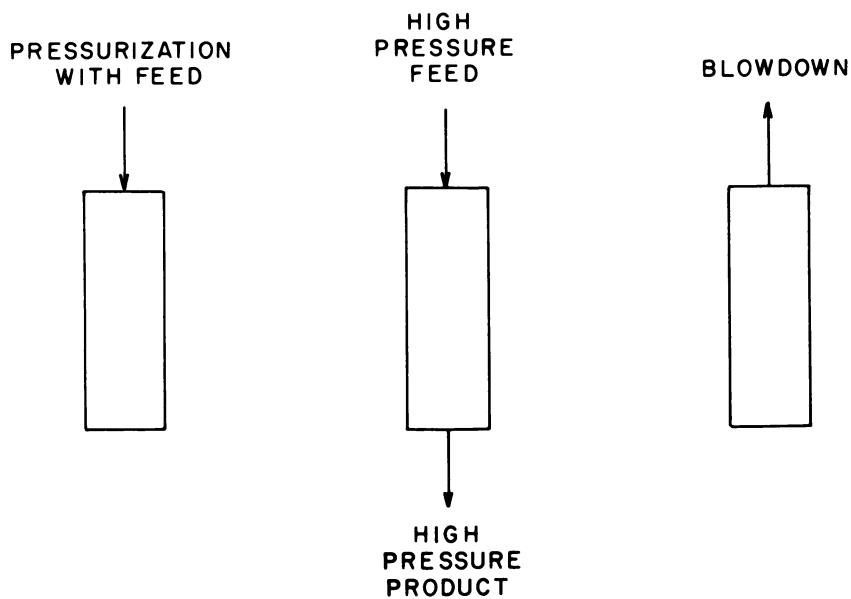 PRESSURIZATION
WITH FEED
HIGH
PRESSURE
FEED
BLOWDOWN
HIGH
PRESSURE
PRODUCT